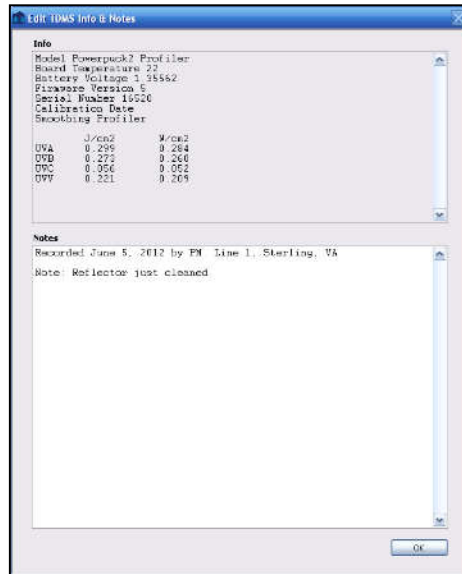 Edit TDMS Info & Notes
Info
Model Powerpuck2 Profiler
Board Temperature 22
Battery Voltage 1.35562
Firmware Version 5
Serial Number 16520
Calibration Date
Smoothing Profiler
J/cm2 W/cm2
UVA 0.299 0.284
UVB 0.273 0.260
UVC 0.056 0.052
UVV 0.221 0.209
Notes
Recorded June 5, 2012 by PM Line 1, Sterling, VA
Note: Reflector just cleaned
OK